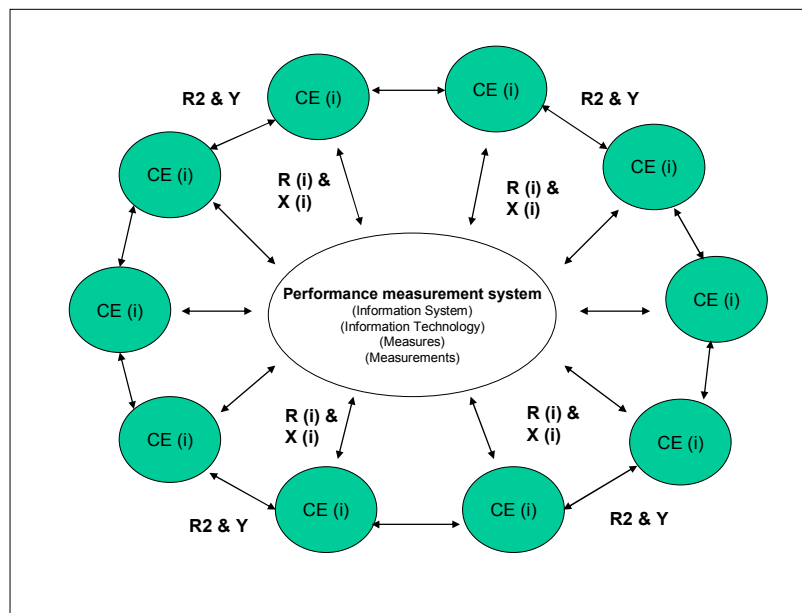 CE (i)
CE (i)
R2 & Y
R2 & Y
CE (i)
CE (i)
R (i) &
X (i)
R (i) &
X (i)
CE (i)
CE (i)
Performance measurement system
(Information System)
(Information Technology)
(Measures)
(Measurements)
R (i) &
X (i)
R (i) &
X (i)
CE (i)
CE (i)
CE (i)
CE (i)
R2 & Y
R2 & Y